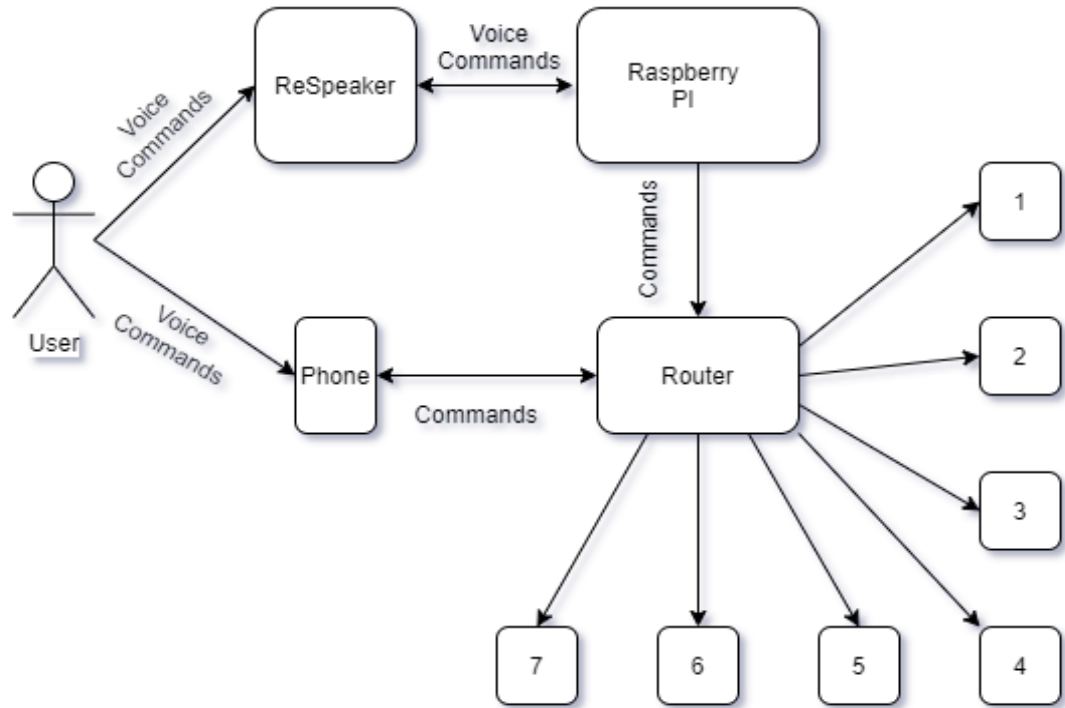 Voice
Commands
ReSpeaker
Raspberry
PI
Voice
Commands
Commands
1
User
Voice
Commands
Phone
Commands
Router
2
3
7
6
5
4